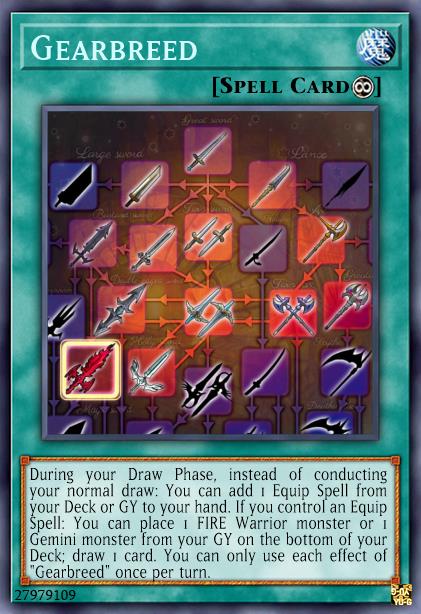 GEARBREED
魔
[SPELL CARD]
Great sword
Large sword
Lance
During your Draw Phase, instead of conducting
your normal draw: You can add 1 Equip Spell from
your Deck or GY to your hand. If you control an Equip
Spell: You can place 1 FIRE Warrior monster or 1
Gemini monster from your GY on the bottom of your
Deck; draw 1 card. You can only use each effect of
"Gearbreed" once per turn.
27979109